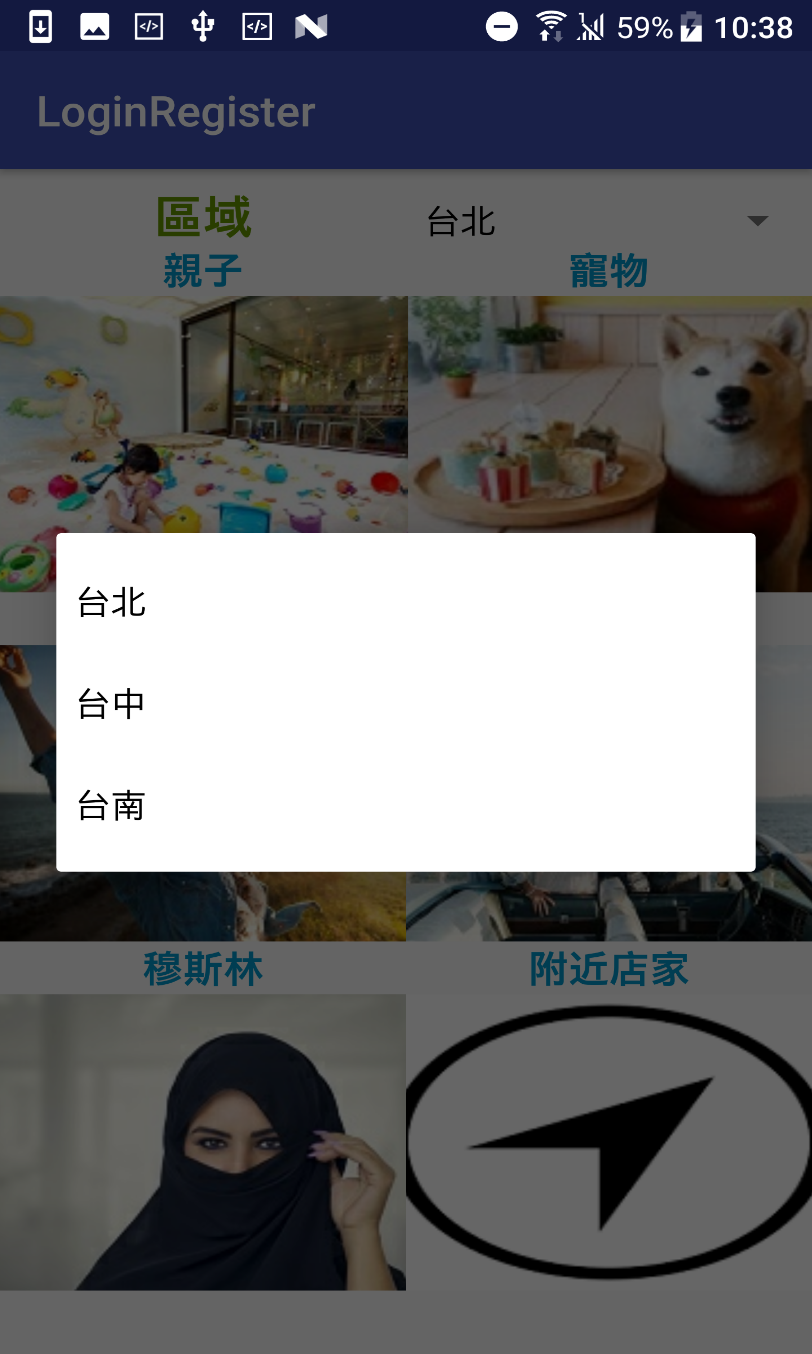 59% 10:38
LoginRegister
區域 台北
親子 寵物
台北
台中
台南
穆斯林 附近店家